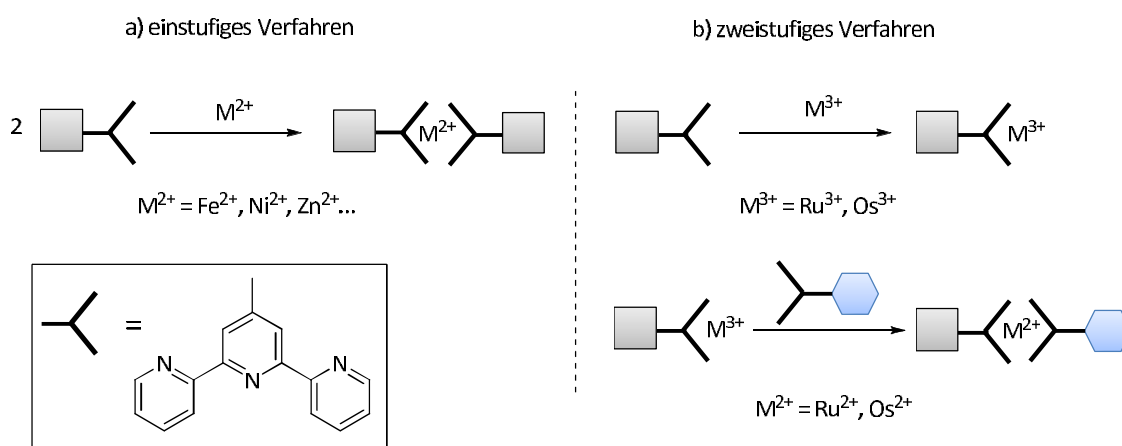 a) einstufiges Verfahren
b) zweistufiges Verfahren
2
M²⁺
M²⁺
M³⁺
M³⁺
M²⁺ = Fe²⁺, Ni²⁺, Zn²⁺...
M³⁺ = Ru³⁺, Os³⁺
=
N
N
N
M³⁺
M²⁺
M²⁺ = Ru²⁺, Os²⁺